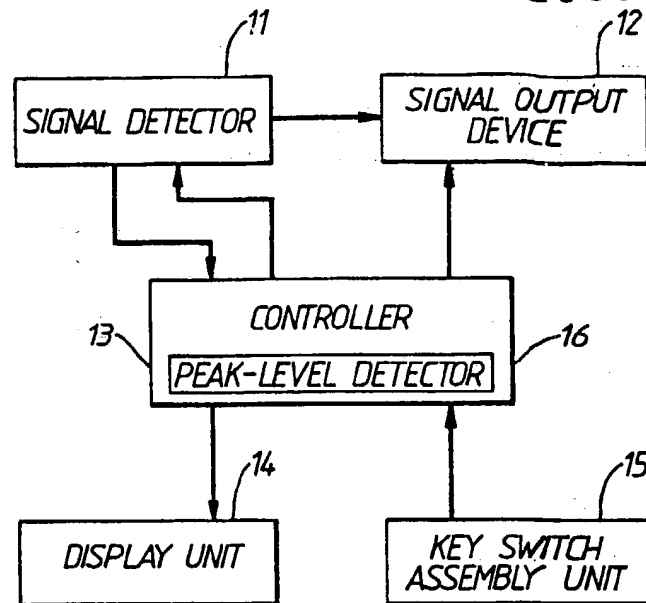 11
12
SIGNAL DETECTOR
SIGNAL OUTPUT
DEVICE
CONTROLLER
13
16
PEAK-LEVEL DETECTOR
14
15
DISPLAY UNIT
KEY SWITCH
ASSEMBLY UNIT